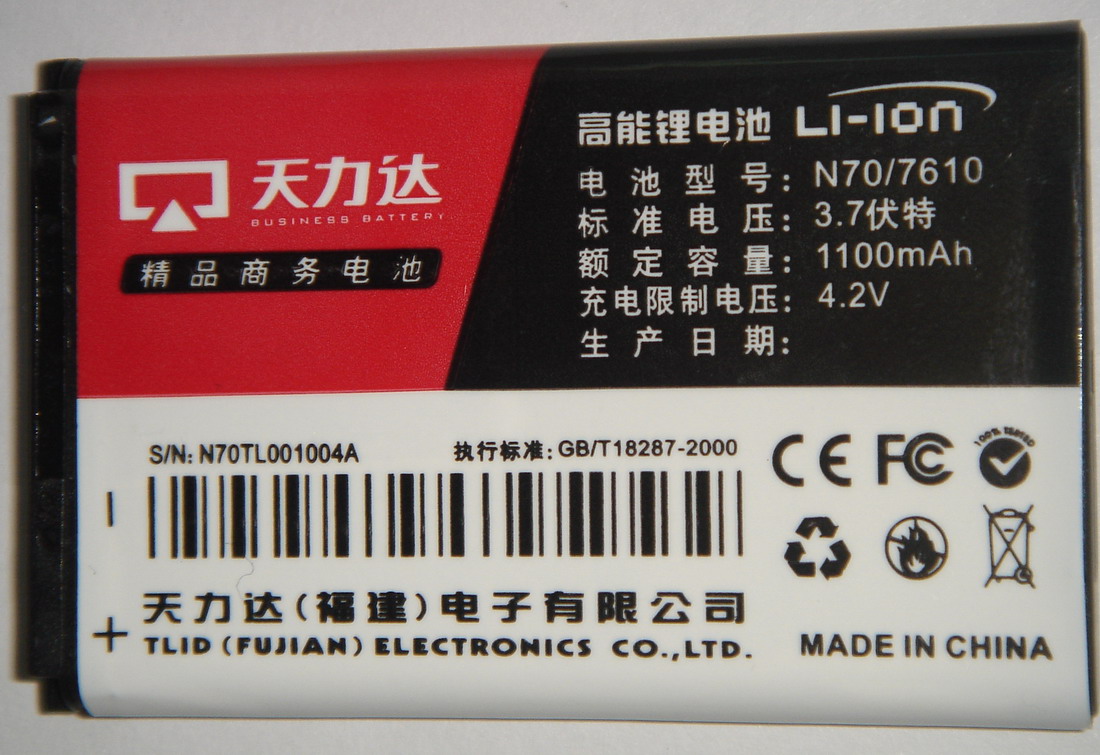 天力达
BUSINESS BATTERY
精品商务电池
高能锂电池 LI-ION
电池型号: N70/7610
标准电压: 3.7伏特
额定容量: 1100mAh
充电限制电压: 4.2V
生产日期:
S/N: N70TL001004A
执行标准: GB/T18287-2000
CE FC
100% TESTED
−
+
天力达(福建)电子有限公司
TLID (FUJIAN) ELECTRONICS CO.,LTD.
MADE IN CHINA